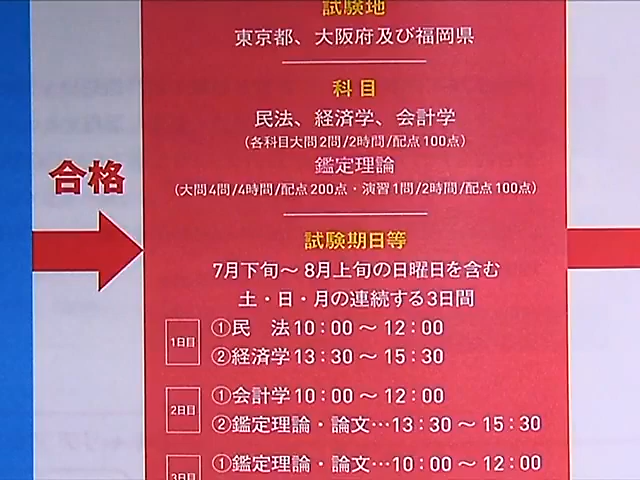 試験地
東京都、大阪府及び福岡県
科目
民法、経済学、会計学
(各科目大問2問/2時間/配点100点)
鑑定理論
(大問4問/4時間/配点200点・演習1問/2時間/配点100点)
合格
試験期日等
7月下旬〜8月上旬の日曜日を含む
土・日・月の連続する3日間
1日目
①民 法10:00〜12:00
②経済学13:30〜15:30
2日目
①会計学10:00〜12:00
②鑑定理論・論文…13:30〜15:30
3日目
①鑑定理論・論文…10:00〜12:00